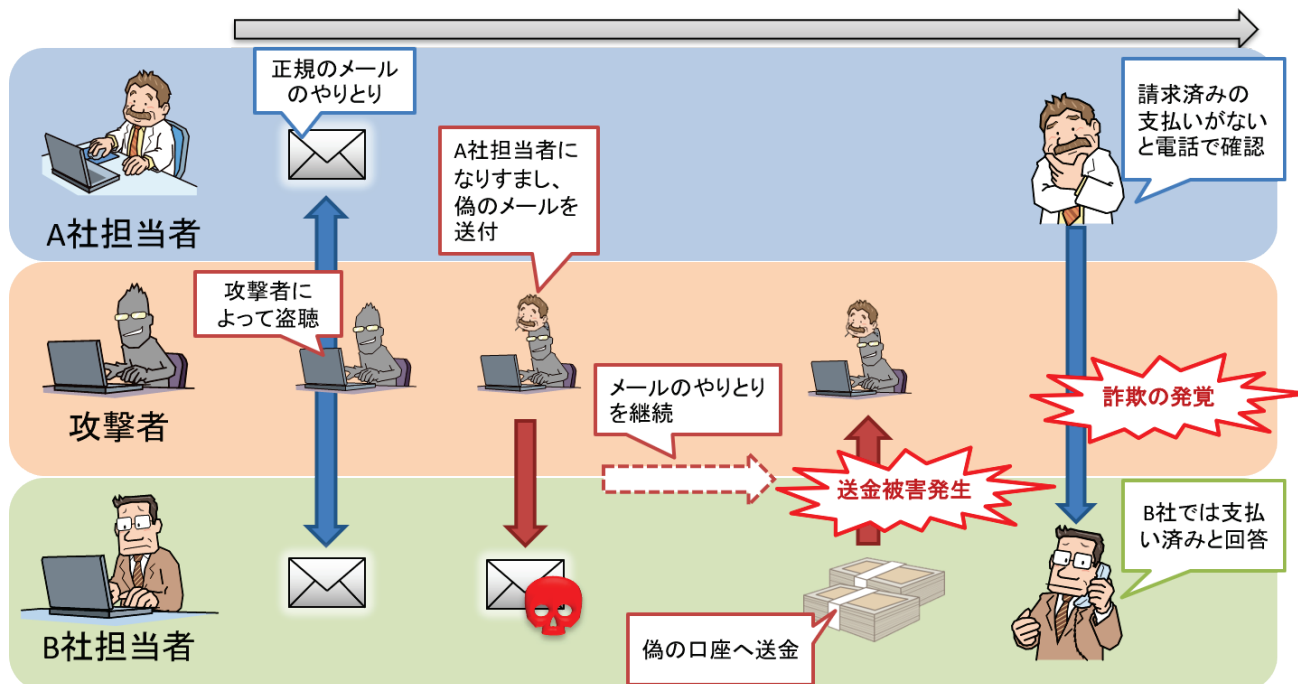 正規のメール
のやりとり
A社担当者に
なりすまし、
偽のメールを
送付
請求済みの
支払いがない
と電話で確認
A社担当者
攻撃者に
よって盗聴
メールのやりとり
を継続
詐欺の発覚
攻撃者
送金被害発生
B社では支払
い済みと回答
偽の口座へ送金
B社担当者